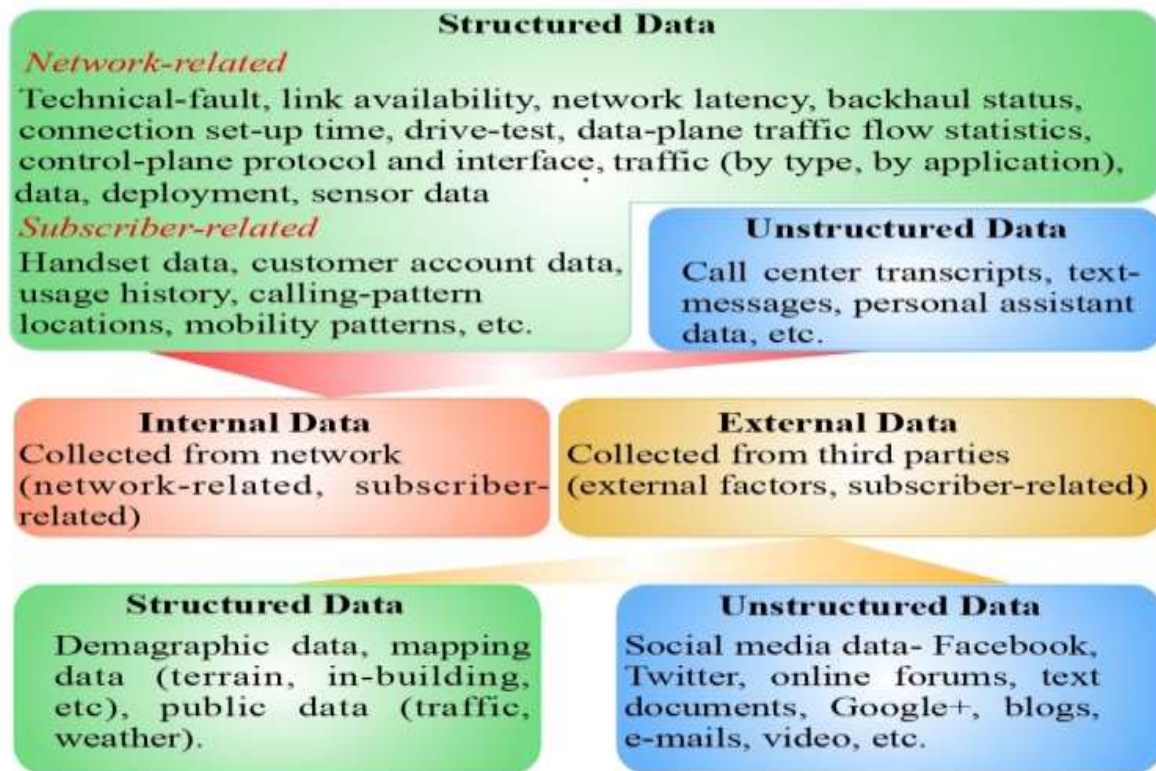 Structured Data
Network-related
Technical-fault, link availability, network latency, backhaul status,
connection set-up time, drive-test, data-plane traffic flow statistics,
control-plane protocol and interface, traffic (by type, by application),
data, deployment, sensor data
Subscriber-related
Handset data, customer account data,
usage history, calling-pattern
locations, mobility patterns, etc.
Unstructured Data
Call center transcripts, text-
messages, personal assistant
data, etc.
Internal Data
Collected from network
(network-related, subscriber-
related)
External Data
Collected from third parties
(external factors, subscriber-related)
Structured Data
Demagraphic data, mapping
data (terrain, in-building,
etc), public data (traffic,
weather).
Unstructured Data
Social media data- Facebook,
Twitter, online forums, text
documents, Google+, blogs,
e-mails, video, etc.